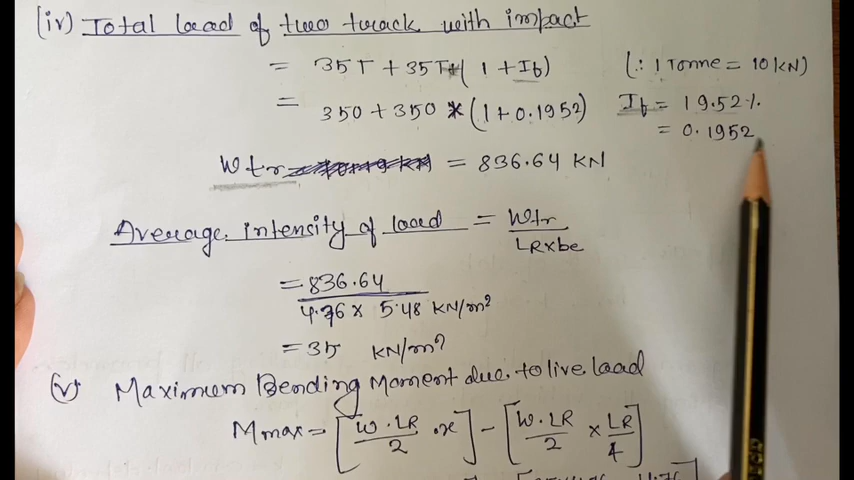 (iv) Total load of two track with impact
= 35T + 35T (1 + If) (∴ 1 Tonne = 10 KN)
= 350 + 350 * (1 + 0.1952) If = 19.52%.
= 0.1952
Wtr = 836.64 KN
Average intensity of load = Wtr / LR x be
= 836.64 / 4.36 x 5.48 KN/m²
= 35 KN/m²
(v) Maximum Bending Moment due to live load
Mmax = [W. LR / 2 . x] - [W. LR / 2 x LR / 4]